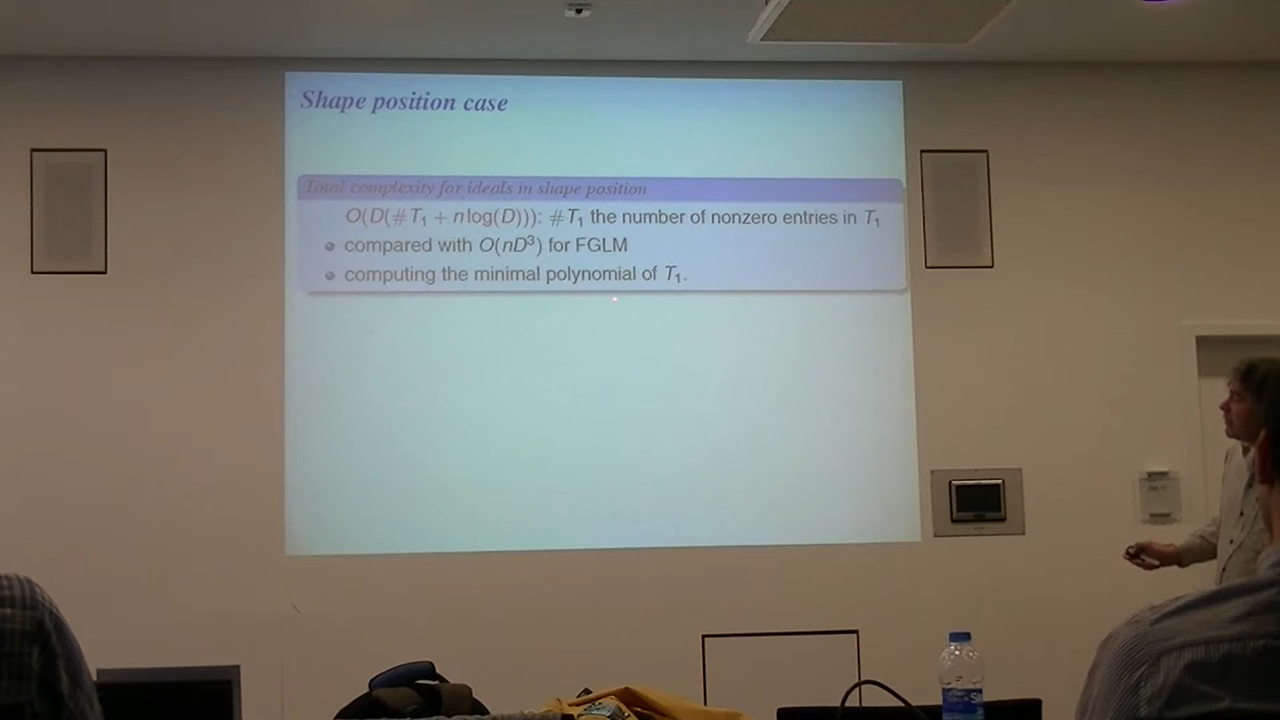 Shape position case
Total complexity for ideals in shape position
O(D(#T₁ + n log(D))): #T₁ the number of nonzero entries in T₁
compared with O(nD³) for FGLM
computing the minimal polynomial of T₁.